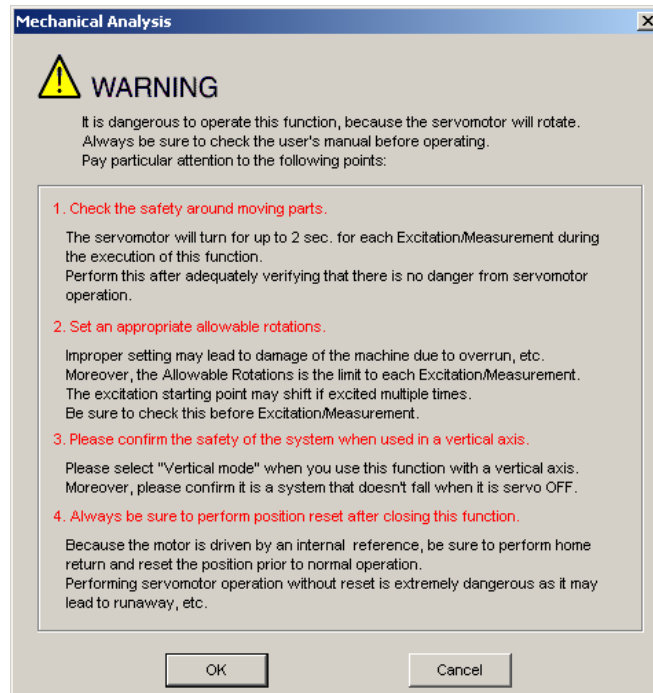 Mechanical Analysis
WARNING
It is dangerous to operate this function, because the servomotor will rotate.
Always be sure to check the user's manual before operating.
Pay particular attention to the following points:
1. Check the safety around moving parts.
The servomotor will turn for up to 2 sec. for each Excitation/Measurement during
the execution of this function.
Perform this after adequately verifying that there is no danger from servomotor
operation.
2. Set an appropriate allowable rotations.
Improper setting may lead to damage of the machine due to overrun, etc.
Moreover, the Allowable Rotations is the limit to each Excitation/Measurement.
The excitation starting point may shift if excited multiple times.
Be sure to check this before Excitation/Measurement.
3. Please confirm the safety of the system when used in a vertical axis.
Please select "Vertical mode" when you use this function with a vertical axis.
Moreover, please confirm it is a system that doesn't fall when it is servo OFF.
4. Always be sure to perform position reset after closing this function.
Because the motor is driven by an internal reference, be sure to perform home
return and reset the position prior to normal operation.
Performing servomotor operation without reset is extremely dangerous as it may
lead to runaway, etc.
OK
Cancel